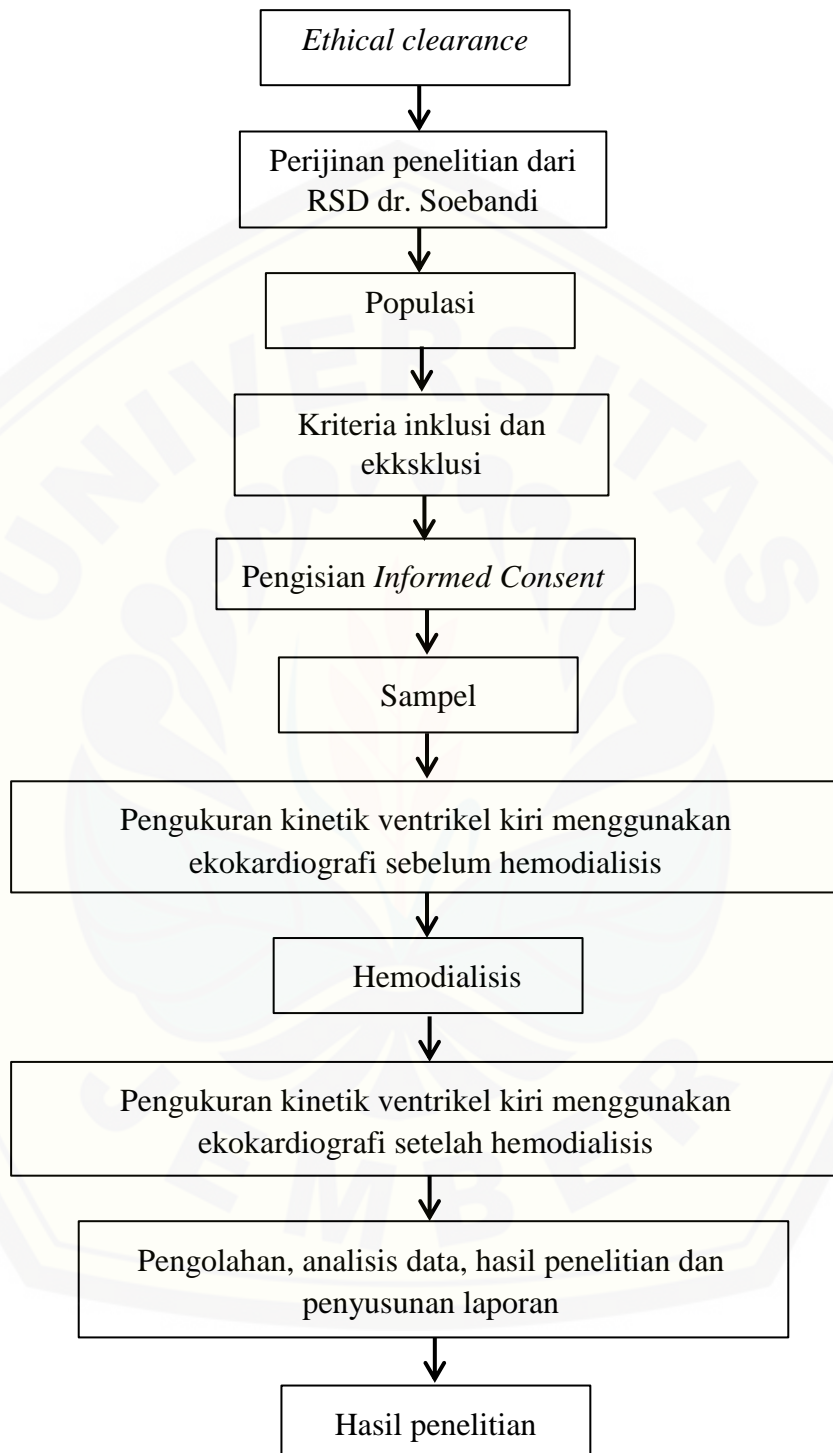 Ethical clearance
Perijinan penelitian dari
RSD dr. Soebandi
Populasi
Kriteria inklusi dan
ekksklusi
Pengisian Informed Consent
Sampel
Pengukuran kinetik ventrikel kiri menggunakan
ekokardiografi sebelum hemodialisis
Hemodialisis
Pengukuran kinetik ventrikel kiri menggunakan
ekokardiografi setelah hemodialisis
Pengolahan, analisis data, hasil penelitian dan
penyusunan laporan
Hasil penelitian
UNIVERSITAS
JEMBER